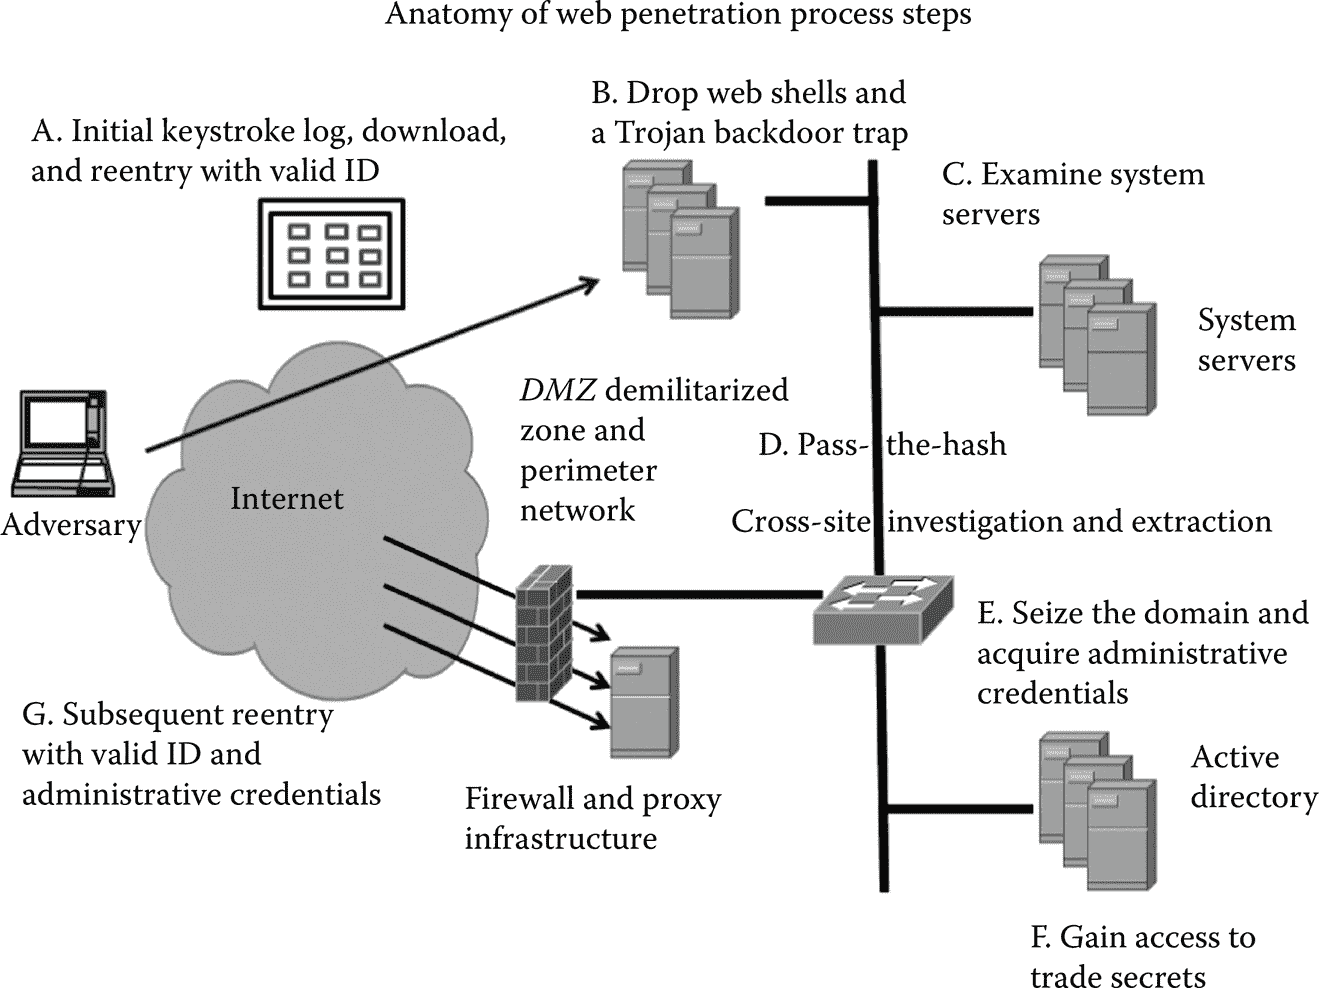 Anatomy of web penetration process steps
A. Initial keystroke log, download,
and reentry with valid ID
B. Drop web shells and
a Trojan backdoor trap
C. Examine system
servers
System
servers
DMZ demilitarized
zone and
perimeter
network
D. Pass-the-hash
Cross-site investigation and extraction
Internet
Adversary
E. Seize the domain and
acquire administrative
credentials
G. Subsequent reentry
with valid ID and
administrative credentials
Firewall and proxy
infrastructure
Active
directory
F. Gain access to
trade secrets